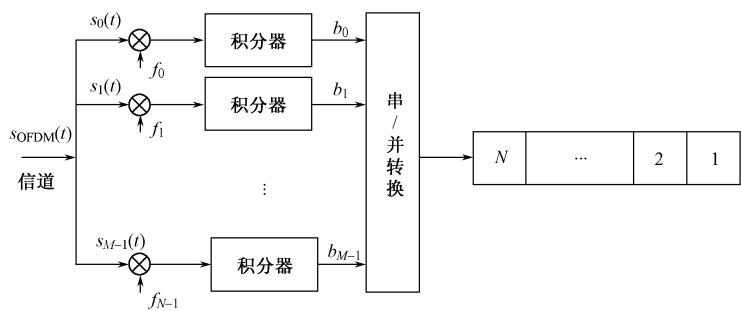 s0(t)
积分器
b0
f0
s1(t)
积分器
b1
f1
sOFDM(t)
信道
串/并转换
N
...
2
1
⋮
sM−1(t)
积分器
bM−1
fN−1